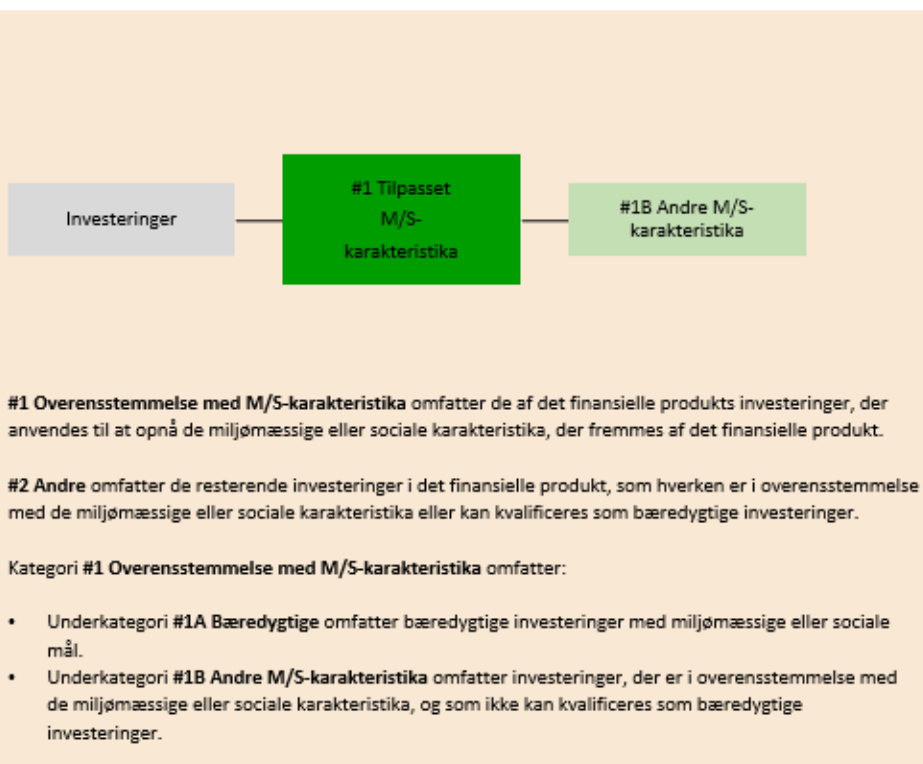 Investeringer
#1 Tilpasset
M/S-
karakteristika
#1B Andre M/S-
karakteristika
#1 Overensstemmelse med M/S-karakteristika omfatter de af det finansielle produkts investeringer, der
anvendes til at opnå de miljømæssige eller sociale karakteristika, der fremmes af det finansielle produkt.
#2 Andre omfatter de resterende investeringer i det finansielle produkt, som hverken er i overensstemmelse
med de miljømæssige eller sociale karakteristika eller kan kvalificeres som bæredygtige investeringer.
Kategori #1 Overensstemmelse med M/S-karakteristika omfatter:
• Underkategori #1A Bæredygtige omfatter bæredygtige investeringer med miljømæssige eller sociale
mål.
• Underkategori #1B Andre M/S-karakteristika omfatter investeringer, der er i overensstemmelse med
de miljømæssige eller sociale karakteristika, og som ikke kan kvalificeres som bæredygtige
investeringer.